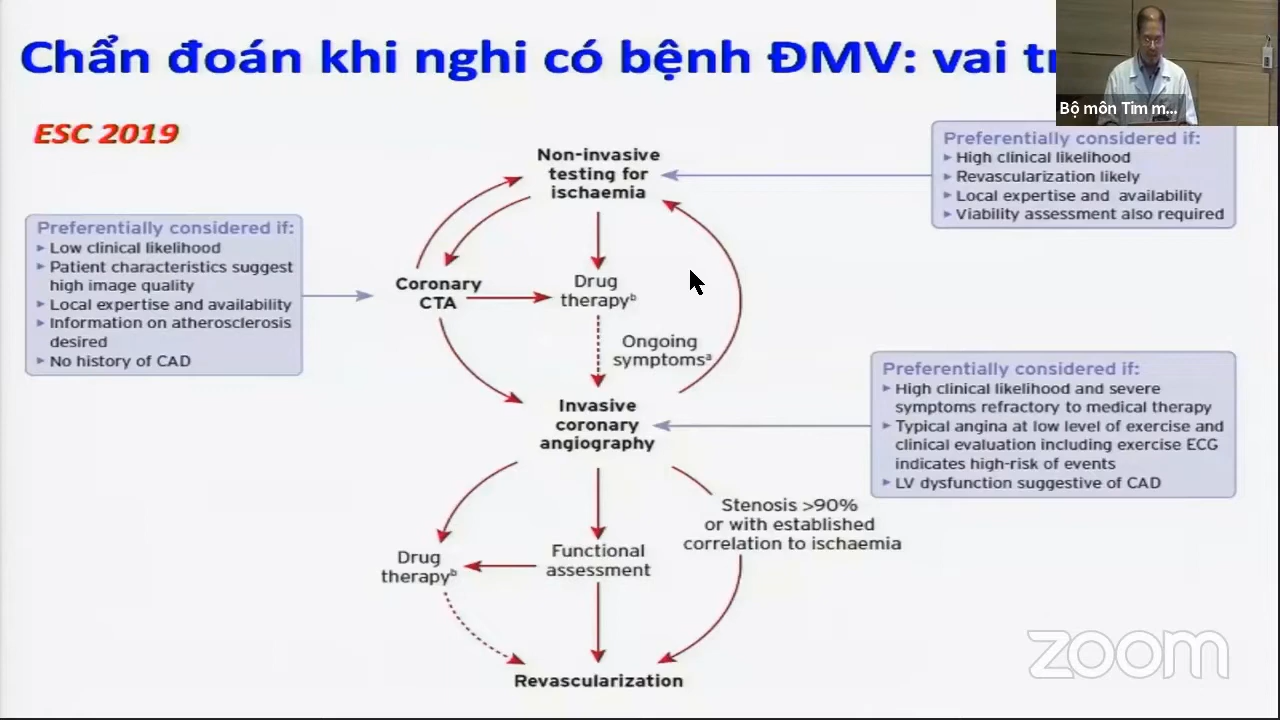 Chẩn đoán khi nghi có bệnh ĐMV: vai
Bộ môn Tim m...
ESC 2019
Non-invasive
testing for
ischaemia
Preferentially considered if:
▸ High clinical likelihood
▸ Revascularization likely
▸ Local expertise and availability
▸ Viability assessment also required
Preferentially considered if:
▸ Low clinical likelihood
▸ Patient characteristics suggest
high image quality
▸ Local expertise and availability
▸ Information on atherosclerosis
desired
▸ No history of CAD
Coronary
CTA
Drug
therapyᵇ
Ongoing
symptomsᵃ
Invasive
coronary
angiography
Preferentially considered if:
▸ High clinical likelihood and severe
symptoms refractory to medical therapy
▸ Typical angina at low level of exercise and
clinical evaluation including exercise ECG
indicates high-risk of events
▸ LV dysfunction suggestive of CAD
Stenosis >90%
or with established
correlation to ischaemia
Drug
therapyᵇ
Functional
assessment
Revascularization
zoom